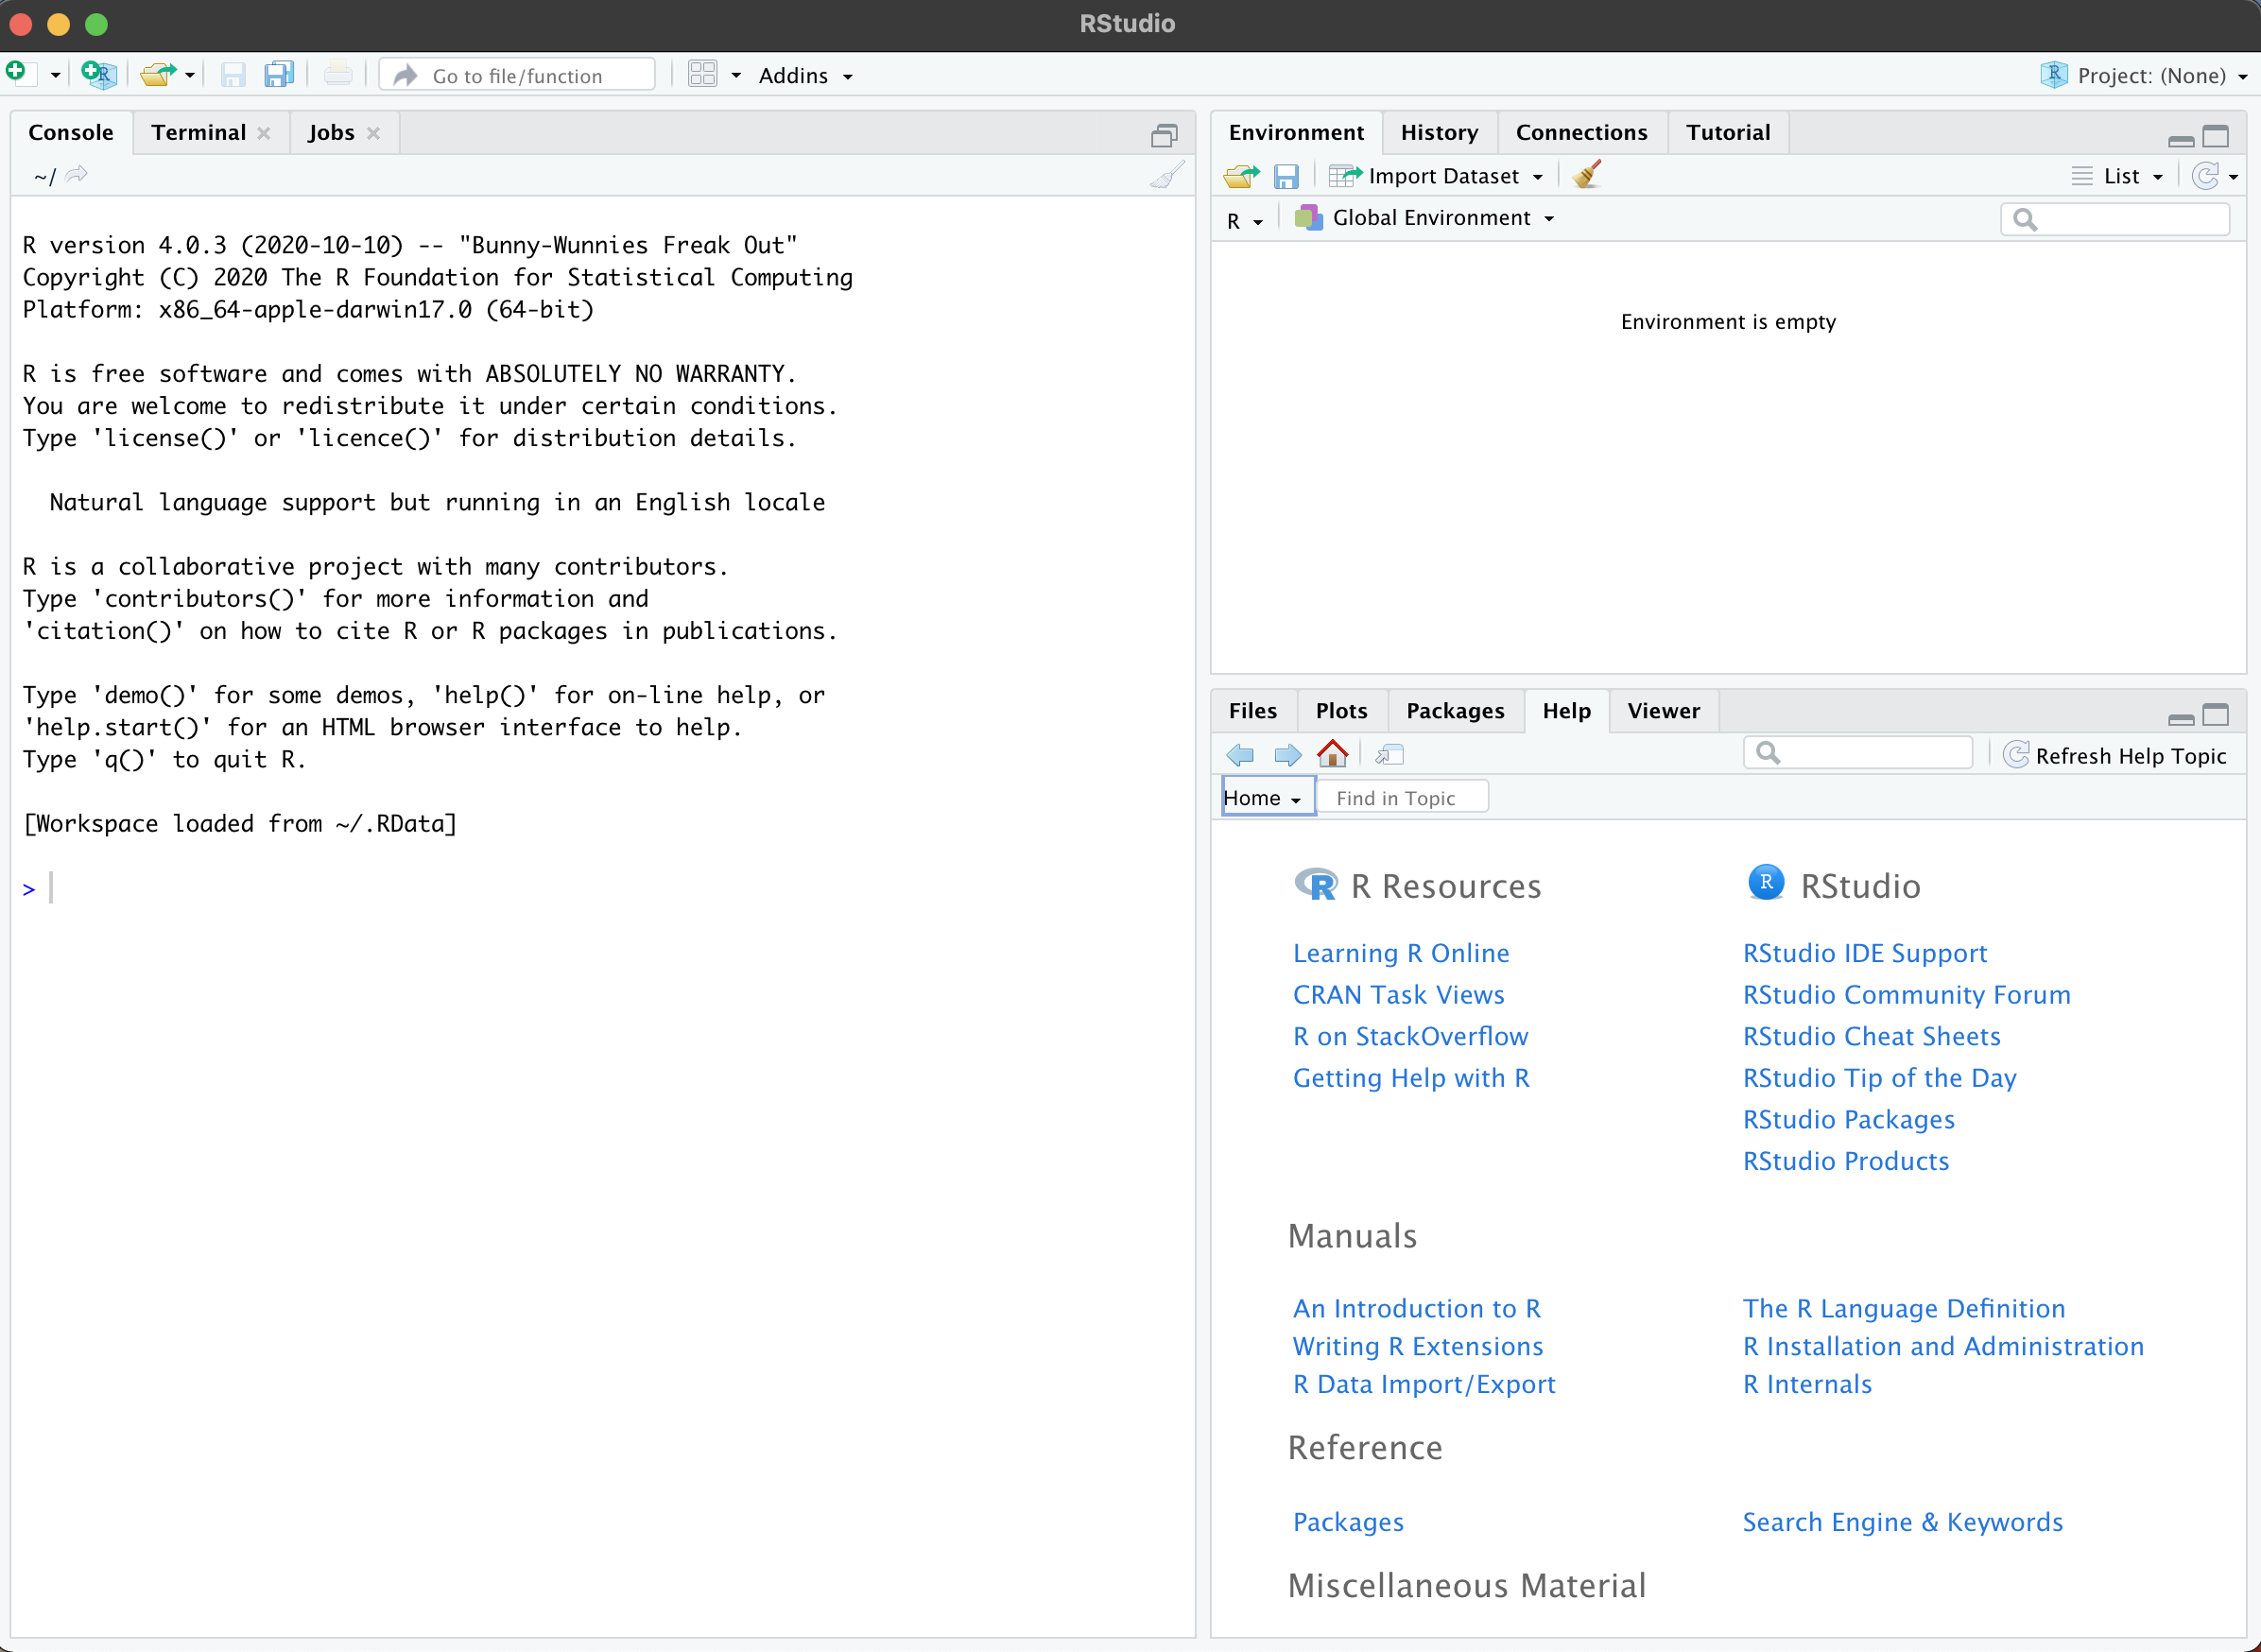 RStudio
Go to file/function
Addins
Project: (None)
Console Terminal Jobs
~/
R version 4.0.3 (2020-10-10) -- "Bunny-Wunnies Freak Out"
Copyright (C) 2020 The R Foundation for Statistical Computing
Platform: x86_64-apple-darwin17.0 (64-bit)
R is free software and comes with ABSOLUTELY NO WARRANTY.
You are welcome to redistribute it under certain conditions.
Type 'license()' or 'licence()' for distribution details.
Natural language support but running in an English locale
R is a collaborative project with many contributors.
Type 'contributors()' for more information and
'citation()' on how to cite R or R packages in publications.
Type 'demo()' for some demos, 'help()' for on-line help, or
'help.start()' for an HTML browser interface to help.
Type 'q()' to quit R.
[Workspace loaded from ~/.RData]
>
Environment History Connections Tutorial
Import Dataset List
R Global Environment
Environment is empty
Files Plots Packages Help Viewer
Refresh Help Topic
Home Find in Topic
R R Resources
Learning R Online
CRAN Task Views
R on StackOverflow
Getting Help with R
R RStudio
RStudio IDE Support
RStudio Community Forum
RStudio Cheat Sheets
RStudio Tip of the Day
RStudio Packages
RStudio Products
Manuals
An Introduction to R
Writing R Extensions
R Data Import/Export
The R Language Definition
R Installation and Administration
R Internals
Reference
Packages
Search Engine & Keywords
Miscellaneous Material